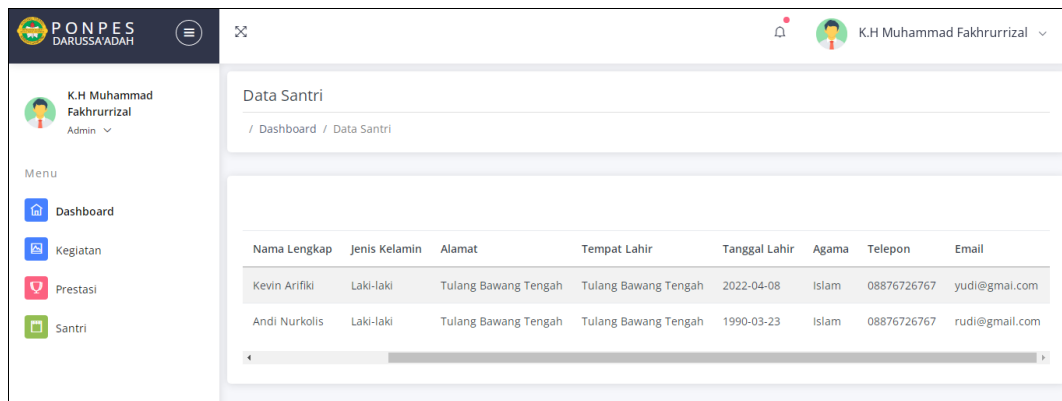 PONPES
DARUSSA'ADAH
K.H Muhammad Fakhrurrizal
K.H Muhammad
Fakhrurrizal
Admin
Menu
Dashboard
Kegiatan
Prestasi
Santri
Data Santri
/ Dashboard / Data Santri
Nama Lengkap Jenis Kelamin Alamat Tempat Lahir Tanggal Lahir Agama Telepon Email
Kevin Arifiki Laki-laki Tulang Bawang Tengah Tulang Bawang Tengah 2022-04-08 Islam 08876726767 yudi@gmai.com
Andi Nurkolis Laki-laki Tulang Bawang Tengah Tulang Bawang Tengah 1990-03-23 Islam 08876726767 rudi@gmail.com